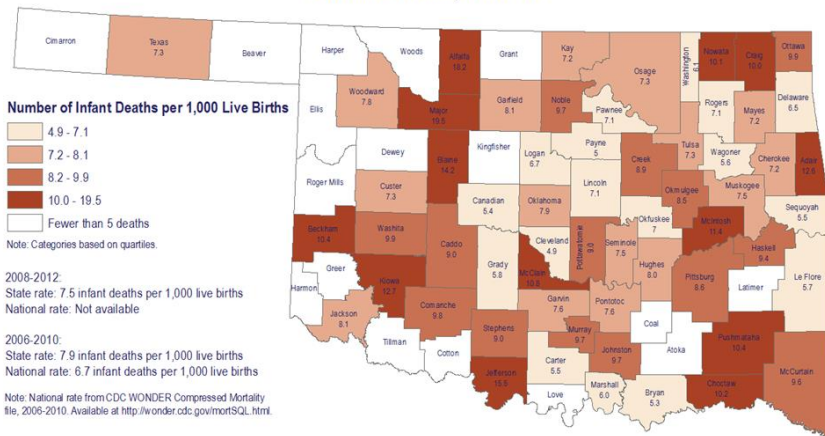 Cimarron
Texas
7.3
Beaver
Harper
Woods
Alfalfa
18.2
Grant
Kay
7.2
Osage
7.3
Washington
6.1
Nowata
10.1
Craig
10.0
Ottawa
9.9
Ellis
Woodward
7.8
Major
19.5
Garfield
8.1
Noble
9.7
Pawnee
7.1
Rogers
7.1
Mayes
7.2
Delaware
6.5
Number of Infant Deaths per 1,000 Live Births
4.9 - 7.1
7.2 - 8.1
8.2 - 9.9
10.0 - 19.5
Fewer than 5 deaths
Note: Categories based on quartiles.
Dewey
Blaine
14.2
Kingfisher
Logan
6.7
Payne
5
Creek
8.9
Tulsa
7.3
Wagoner
5.6
Cherokee
7.2
Adair
12.6
Roger Mills
Custer
7.3
Canadian
5.4
Oklahoma
7.9
Lincoln
7.1
Okmulgee
8.5
Muskogee
7.5
Sequoyah
5.5
Beckham
10.4
Washita
9.9
Caddo
9.0
Grady
5.8
Cleveland
4.9
Pottawatomie
9.0
Seminole
7.5
Okfuskee
7
McIntosh
11.4
Haskell
9.4
Greer
Kiowa
12.7
McClain
10.8
Hughes
8.0
Pittsburg
8.6
Latimer
Le Flore
5.7
Harmon
Jackson
8.1
Comanche
9.8
Garvin
7.6
Pontotoc
7.6
Coal
Tillman
Cotton
Stephens
9.0
Murray
9.7
Johnston
9.7
Atoka
Pushmataha
10.4
McCurtain
9.6
Jefferson
Carter
5.5
Love
Marshall
6.0
Bryan
5.3
Choctaw
10.2
2008-2012:
State rate: 7.5 infant deaths per 1,000 live births
National rate: Not available
2006-2010:
State rate: 7.9 infant deaths per 1,000 live births
National rate: 6.7 infant deaths per 1,000 live births
Note: National rate from CDC WONDER Compressed Mortality
file, 2006-2010. Available at http://wonder.cdc.gov/mortSQL.html.